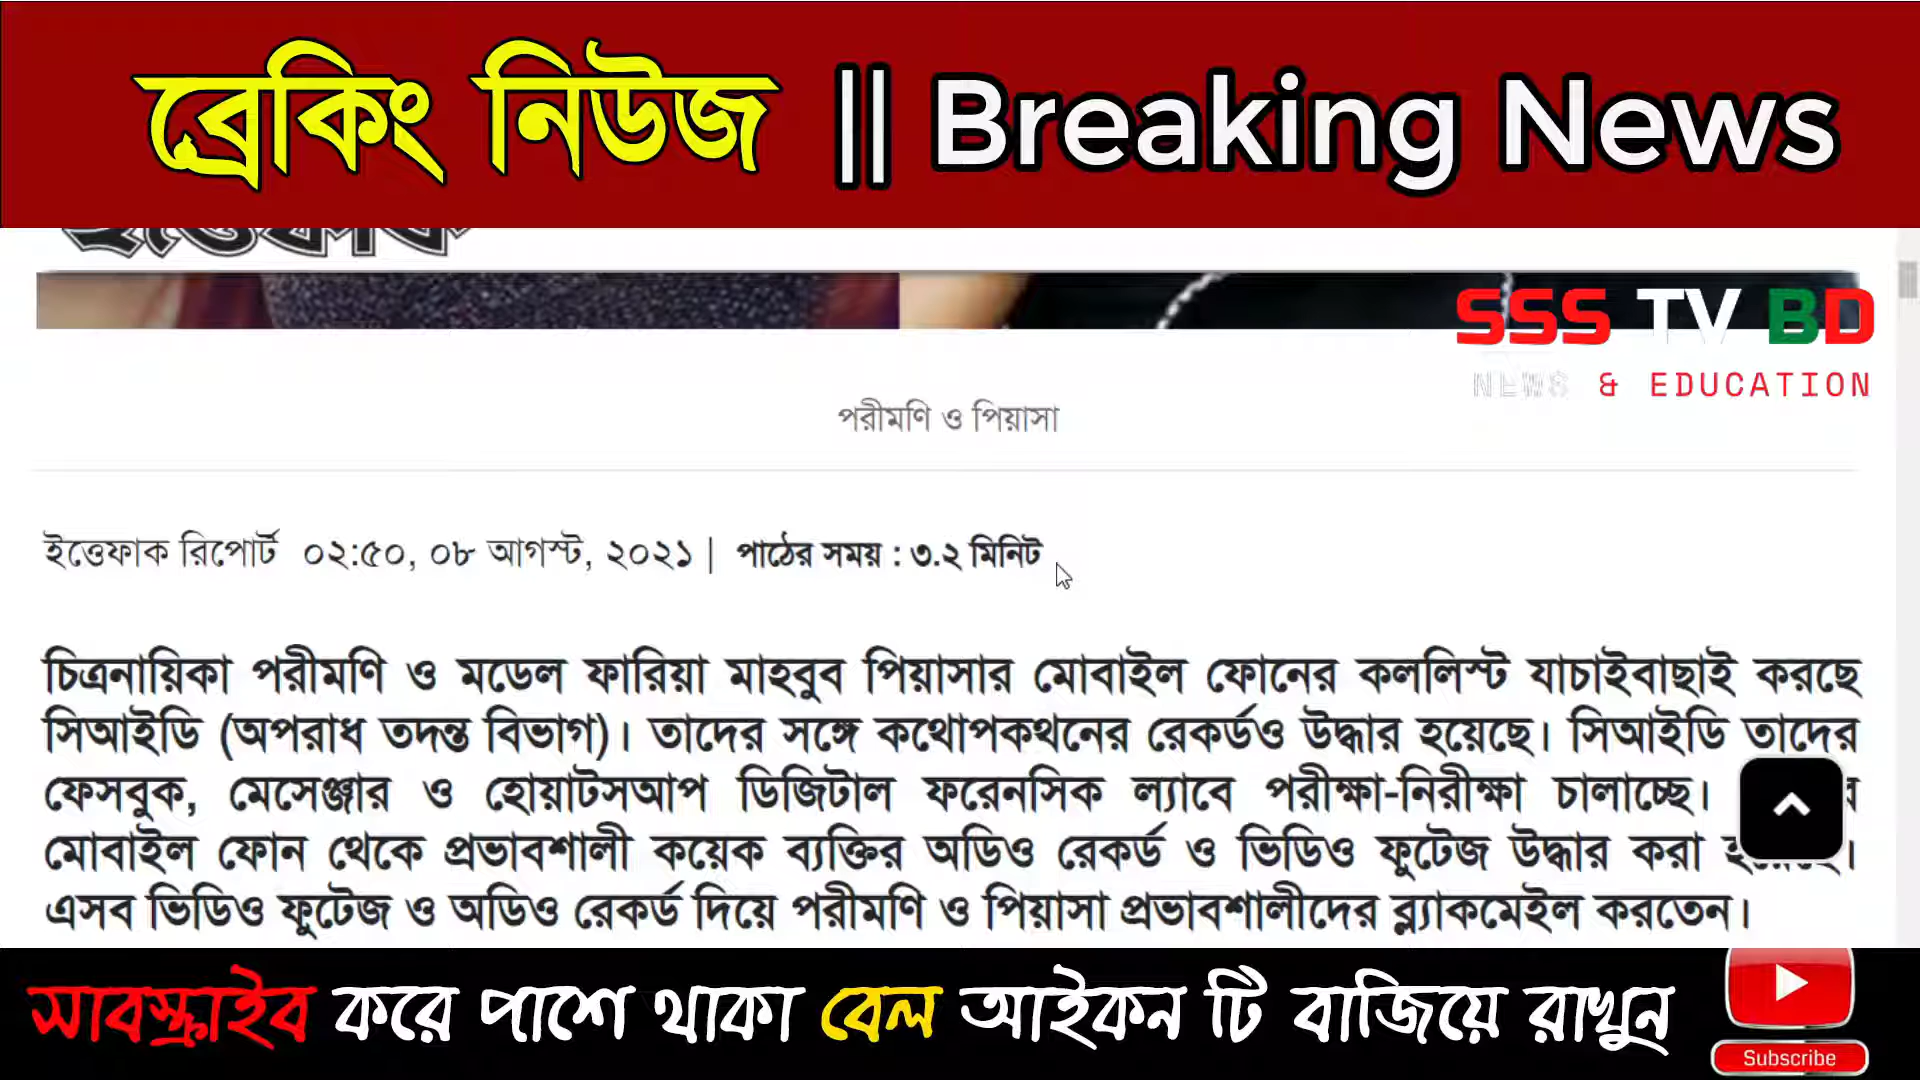 ব্রেকিং নিউজ || Breaking News
ইত্তেফাক
SSS TV BD
NEWS & EDUCATION
পরীমণি ও পিয়াসা
ইত্তেফাক রিপোর্ট ০২:৫০, ০৮ আগস্ট, ২০২১ | পাঠের সময় : ৩.২ মিনিট
চিত্রনায়িকা পরীমণি ও মডেল ফারিয়া মাহবুব পিয়াসার মোবাইল ফোনের কললিস্ট যাচাইবাছাই করছে
সিআইডি (অপরাধ তদন্ত বিভাগ)। তাদের সঙ্গে কথোপকথনের রেকর্ডও উদ্ধার হয়েছে। সিআইডি তাদের
ফেসবুক, মেসেঞ্জার ও হোয়াটসআপ ডিজিটাল ফরেনসিক ল্যাবে পরীক্ষা-নিরীক্ষা চালাচ্ছে।
মোবাইল ফোন থেকে প্রভাবশালী কয়েক ব্যক্তির অডিও রেকর্ড ও ভিডিও ফুটেজ উদ্ধার করা
এসব ভিডিও ফুটেজ ও অডিও রেকর্ড দিয়ে পরীমণি ও পিয়াসা প্রভাবশালীদের ব্ল্যাকমেইল করতেন।
সাবস্ক্রাইব করে পাশে থাকা বেল আইকন টি বাজিয়ে রাখুন
Subscribe